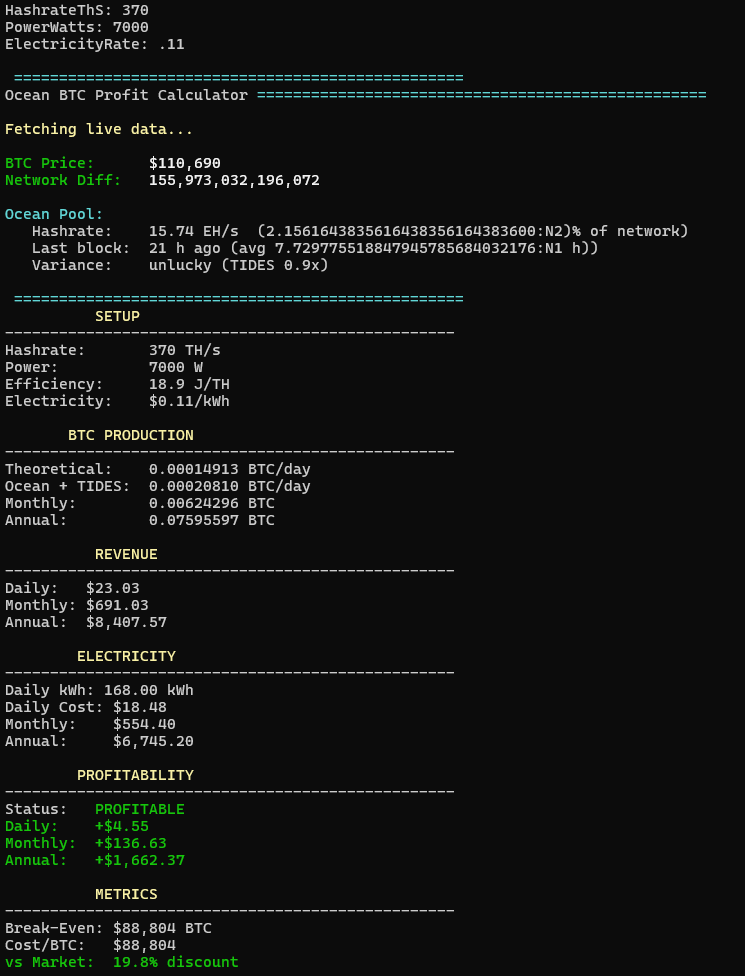 HashrateThS: 370
PowerWatts: 7000
ElectricityRate: .11
==================================================
Ocean BTC Profit Calculator ==================================================
Fetching live data...
BTC Price: $110,690
Network Diff: 155,973,032,196,072
Ocean Pool:
Hashrate: 15.74 EH/s (2.1561643835616438356164383600:N2)% of network)
Last block: 21 h ago (avg 7.7297755188479457856840321​76:N1 h))
Variance: unlucky (TIDES 0.9x)
==================================================
SETUP
--------------------------------------------------
Hashrate: 370 TH/s
Power: 7000 W
Efficiency: 18.9 J/TH
Electricity: $0.11/kWh
BTC PRODUCTION
--------------------------------------------------
Theoretical: 0.00014913 BTC/day
Ocean + TIDES: 0.00020810 BTC/day
Monthly: 0.00624296 BTC
Annual: 0.07595597 BTC
REVENUE
--------------------------------------------------
Daily: $23.03
Monthly: $691.03
Annual: $8,407.57
ELECTRICITY
--------------------------------------------------
Daily kWh: 168.00 kWh
Daily Cost: $18.48
Monthly: $554.40
Annual: $6,745.20
PROFITABILITY
--------------------------------------------------
Status: PROFITABLE
Daily: +$4.55
Monthly: +$136.63
Annual: +$1,662.37
METRICS
--------------------------------------------------
Break-Even: $88,804 BTC
Cost/BTC: $88,804
vs Market: 19.8% discount